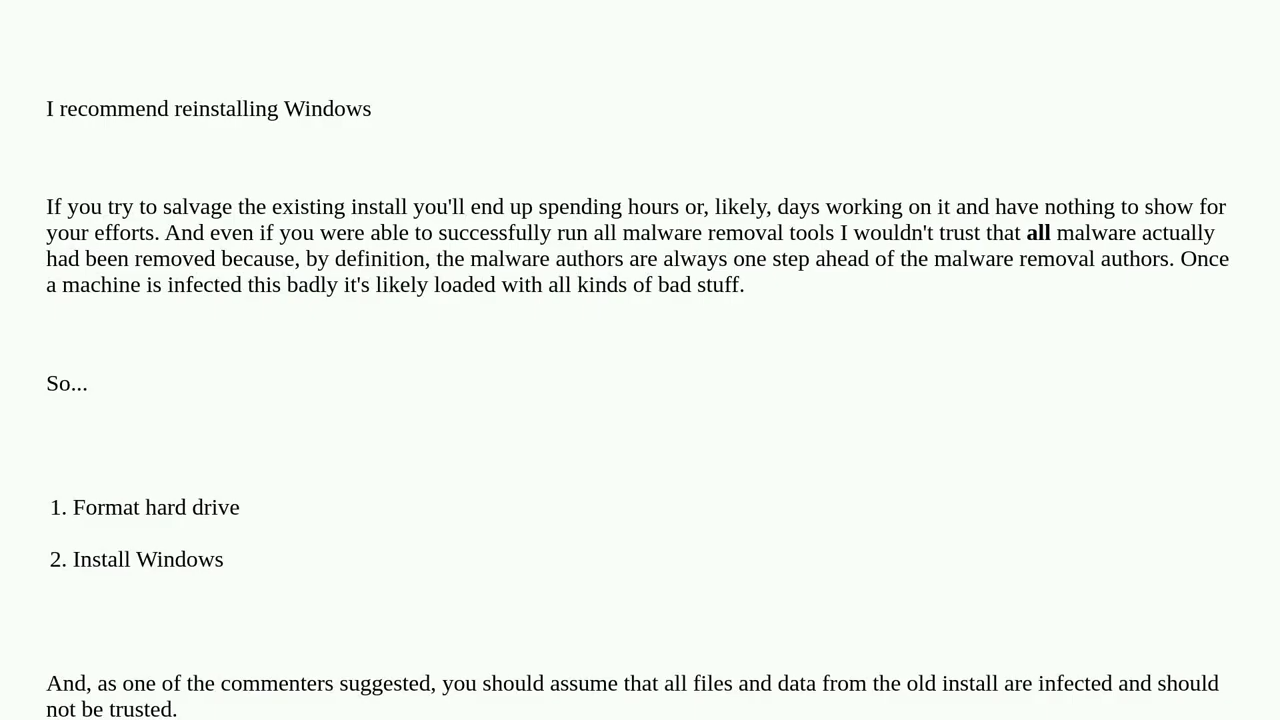 I recommend reinstalling Windows
If you try to salvage the existing install you'll end up spending hours or, likely, days working on it and have nothing to show for
your efforts. And even if you were able to successfully run all malware removal tools I wouldn't trust that all malware actually
had been removed because, by definition, the malware authors are always one step ahead of the malware removal authors. Once
a machine is infected this badly it's likely loaded with all kinds of bad stuff.
So...
1. Format hard drive
2. Install Windows
And, as one of the commenters suggested, you should assume that all files and data from the old install are infected and should
not be trusted.